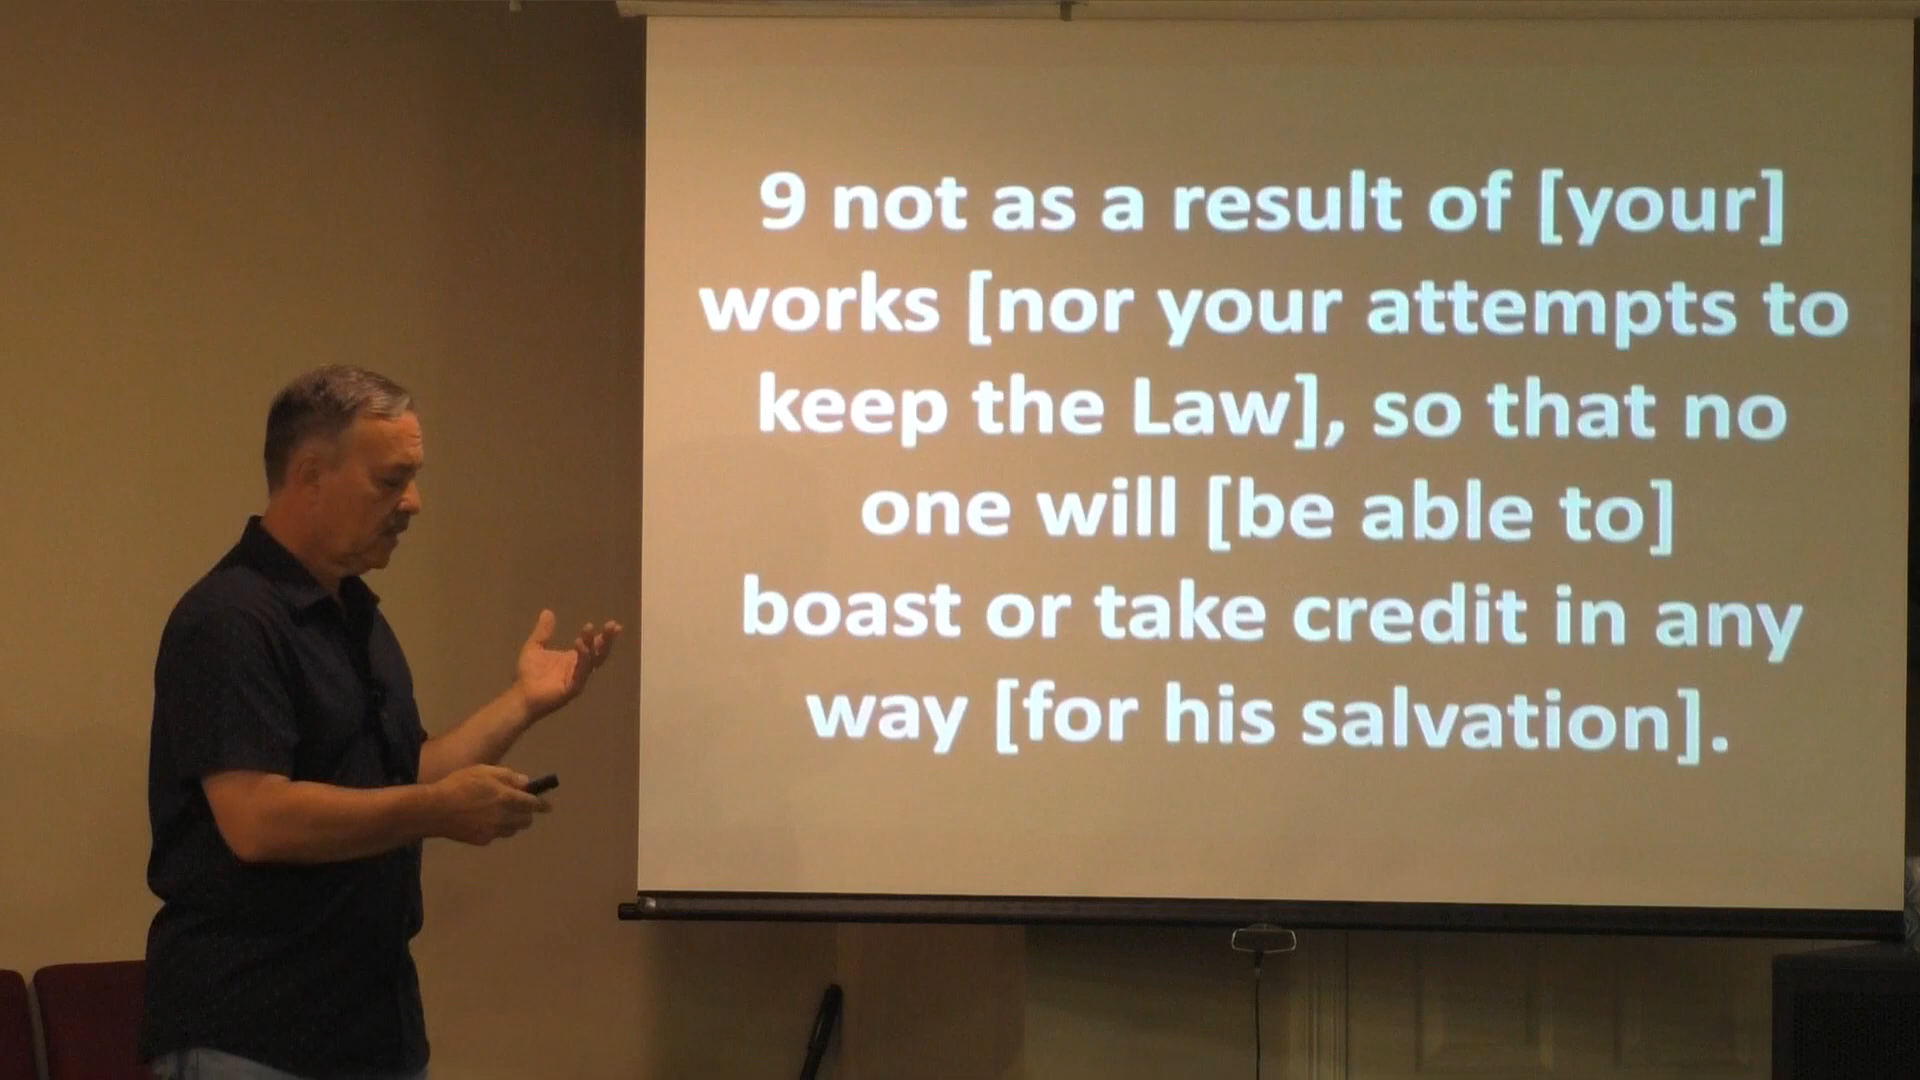 9 not as a result of [your]
works [nor your attempts to
keep the Law], so that no
one will [be able to]
boast or take credit in any
way [for his salvation].